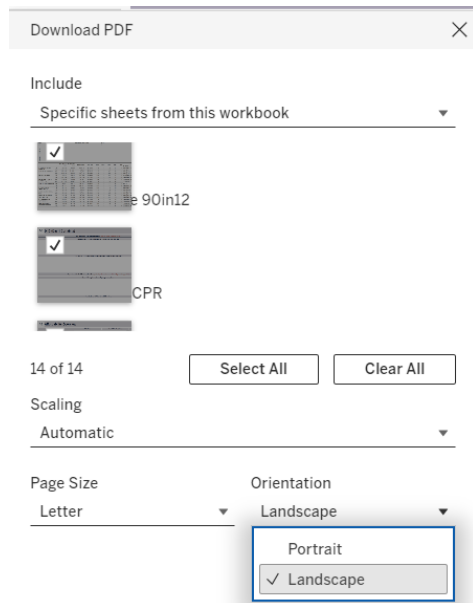 Download PDF
Include
Specific sheets from this workbook
e 90in12
CPR
14 of 14 Select All Clear All
Scaling
Automatic
Page Size Orientation
Letter Landscape
Portrait
✓ Landscape